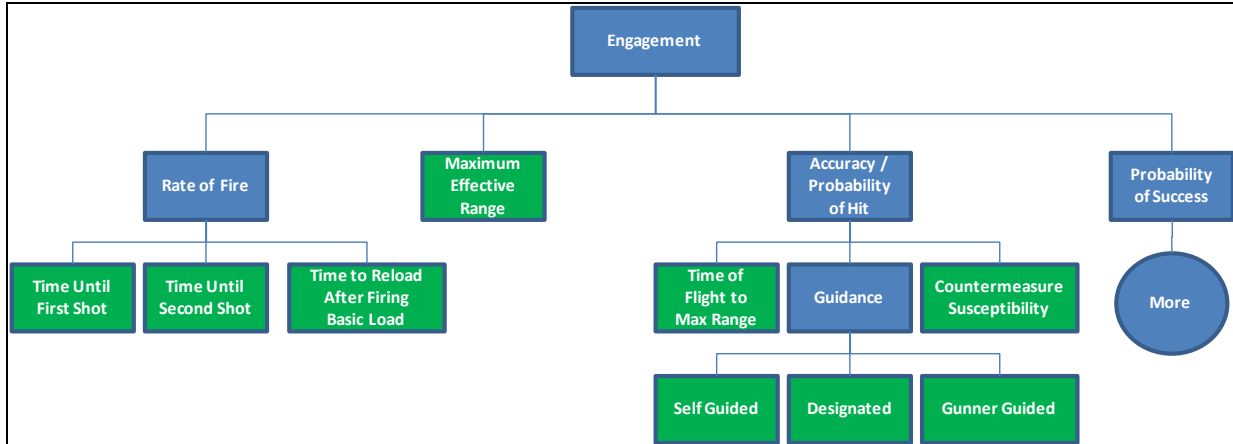 Engagement
Rate of Fire
Maximum
Effective
Range
Accuracy /
Probability
of Hit
Probability
of Success
Time Until
First Shot
Time Until
Second Shot
Time to Reload
After Firing
Basic Load
Time of
Flight to
Max Range
Guidance
Countermeasure
Susceptibility
More
Self Guided
Designated
Gunner Guided